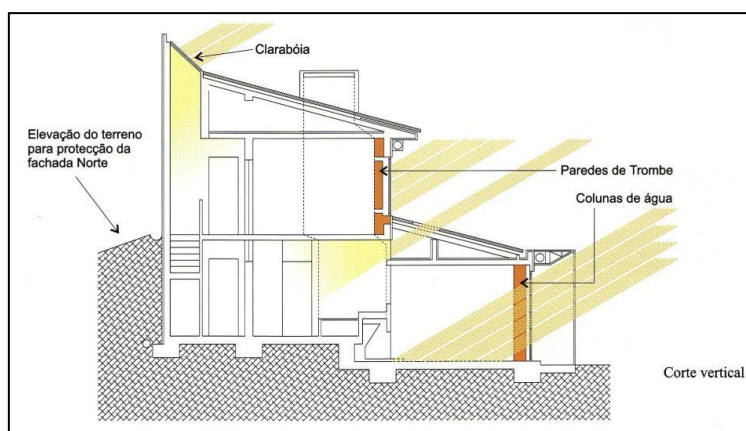 Clarabóia
Elevação do terreno
para protecção da
fachada Norte
Paredes de Trombe
Colunas de água
Corte vertical